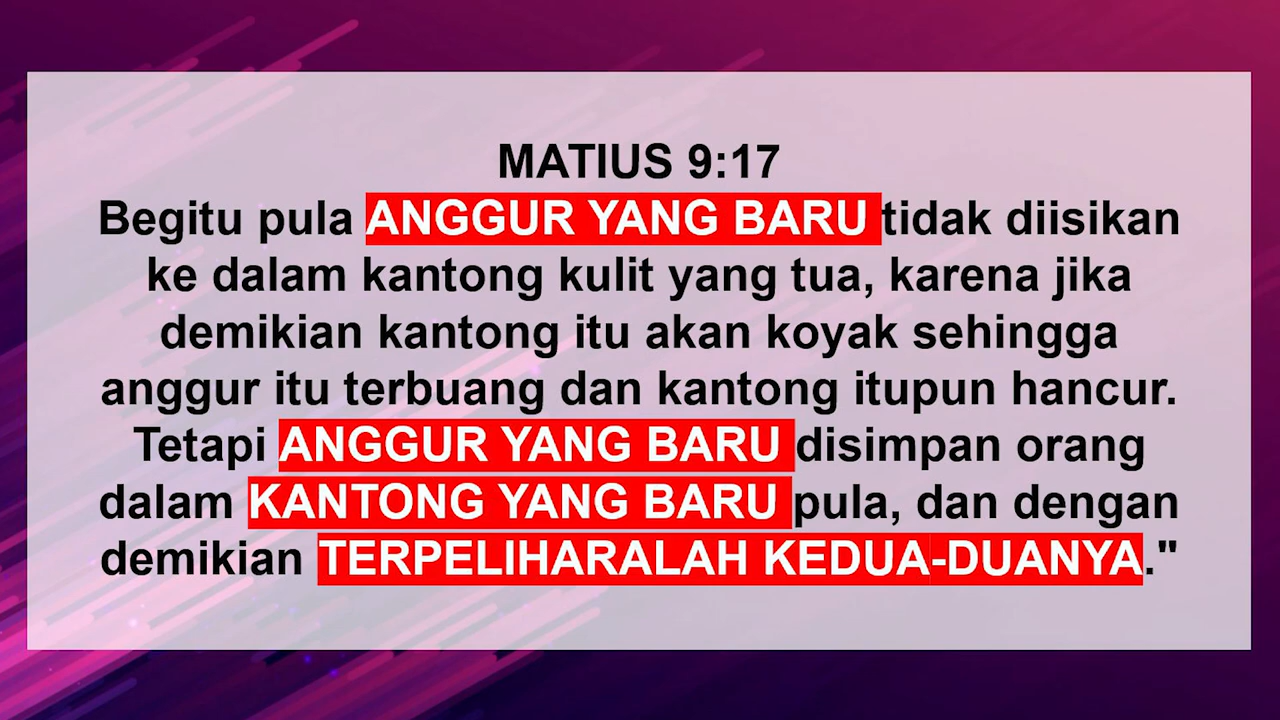 MATIUS 9:17
Begitu pula ANGGUR YANG BARU tidak diisikan
ke dalam kantong kulit yang tua, karena jika
demikian kantong itu akan koyak sehingga
anggur itu terbuang dan kantong itupun hancur.
Tetapi ANGGUR YANG BARU disimpan orang
dalam KANTONG YANG BARU pula, dan dengan
demikian TERPELIHARALAH KEDUA-DUANYA."